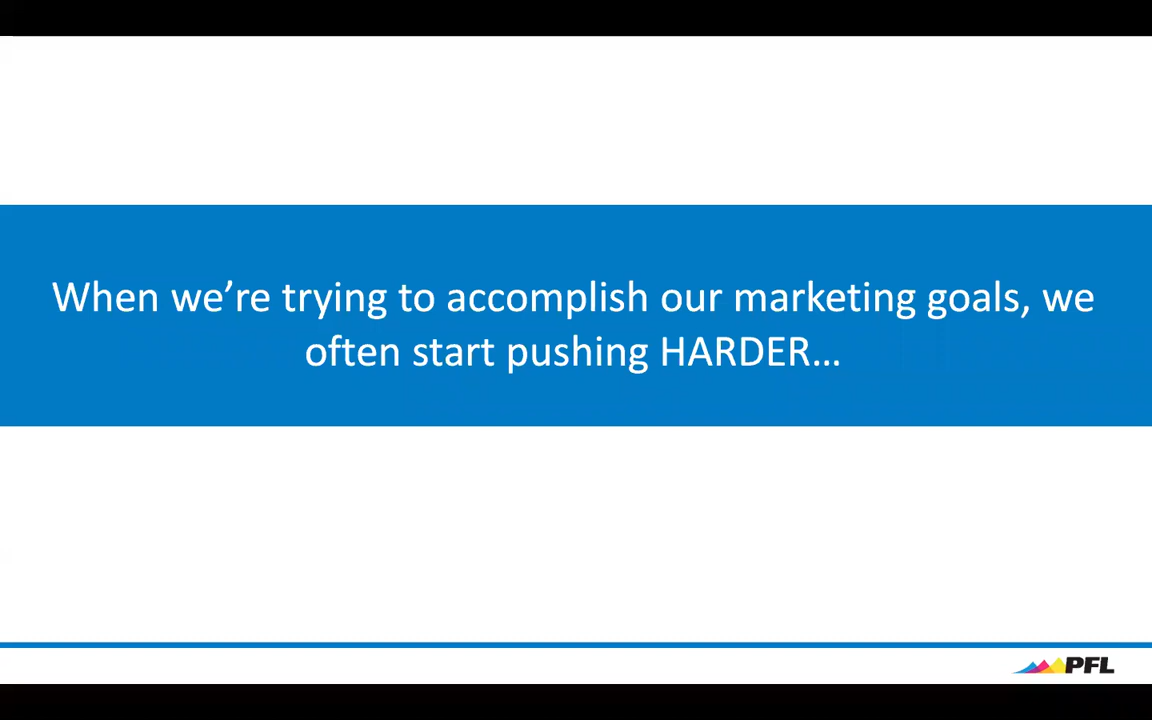 When we’re trying to accomplish our marketing goals, we
often start pushing HARDER…
PFL